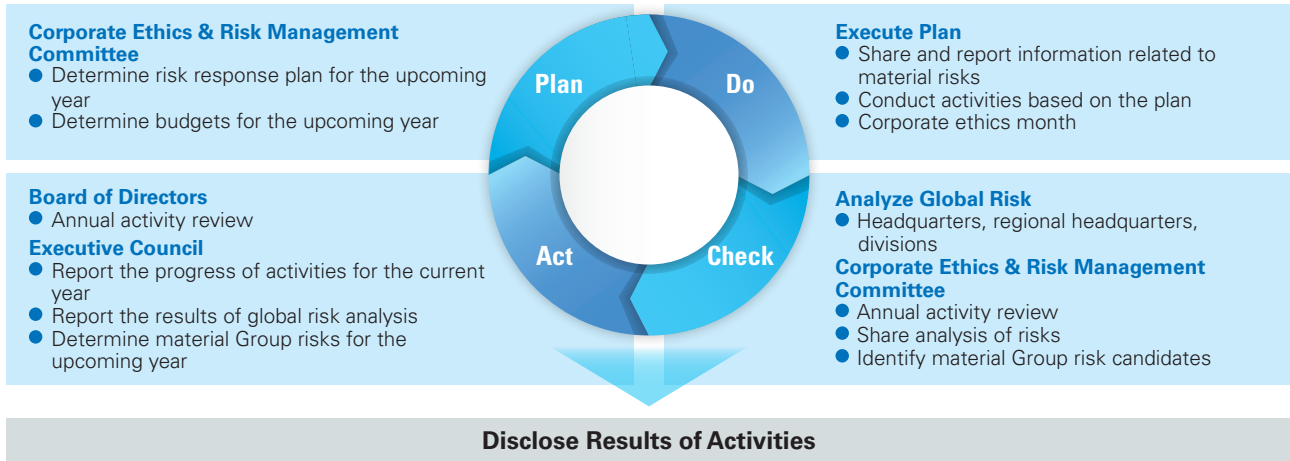 Corporate Ethics & Risk Management
Committee
● Determine risk response plan for the upcoming
year
● Determine budgets for the upcoming year
Plan
Do
Execute Plan
● Share and report information related to
material risks
● Conduct activities based on the plan
● Corporate ethics month
Board of Directors
● Annual activity review
Executive Council
● Report the progress of activities for the current
year
● Report the results of global risk analysis
● Determine material Group risks for the
upcoming year
Act
Check
Analyze Global Risk
● Headquarters, regional headquarters,
divisions
Corporate Ethics & Risk Management
Committee
● Annual activity review
● Share analysis of risks
● Identify material Group risk candidates
Disclose Results of Activities